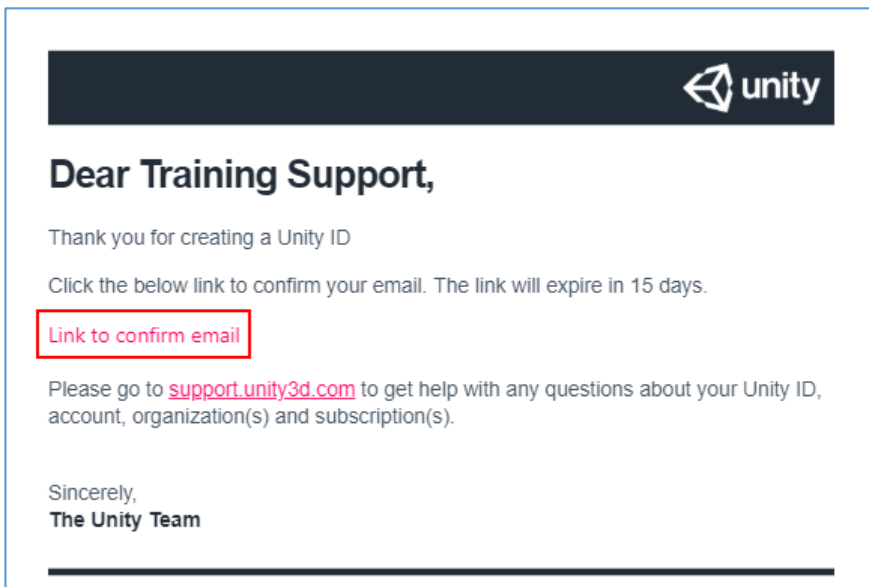 unity
Dear Training Support,
Thank you for creating a Unity ID
Click the below link to confirm your email. The link will expire in 15 days.
Link to confirm email
Please go to support.unity3d.com to get help with any questions about your Unity ID,
account, organization(s) and subscription(s).
Sincerely,
The Unity Team